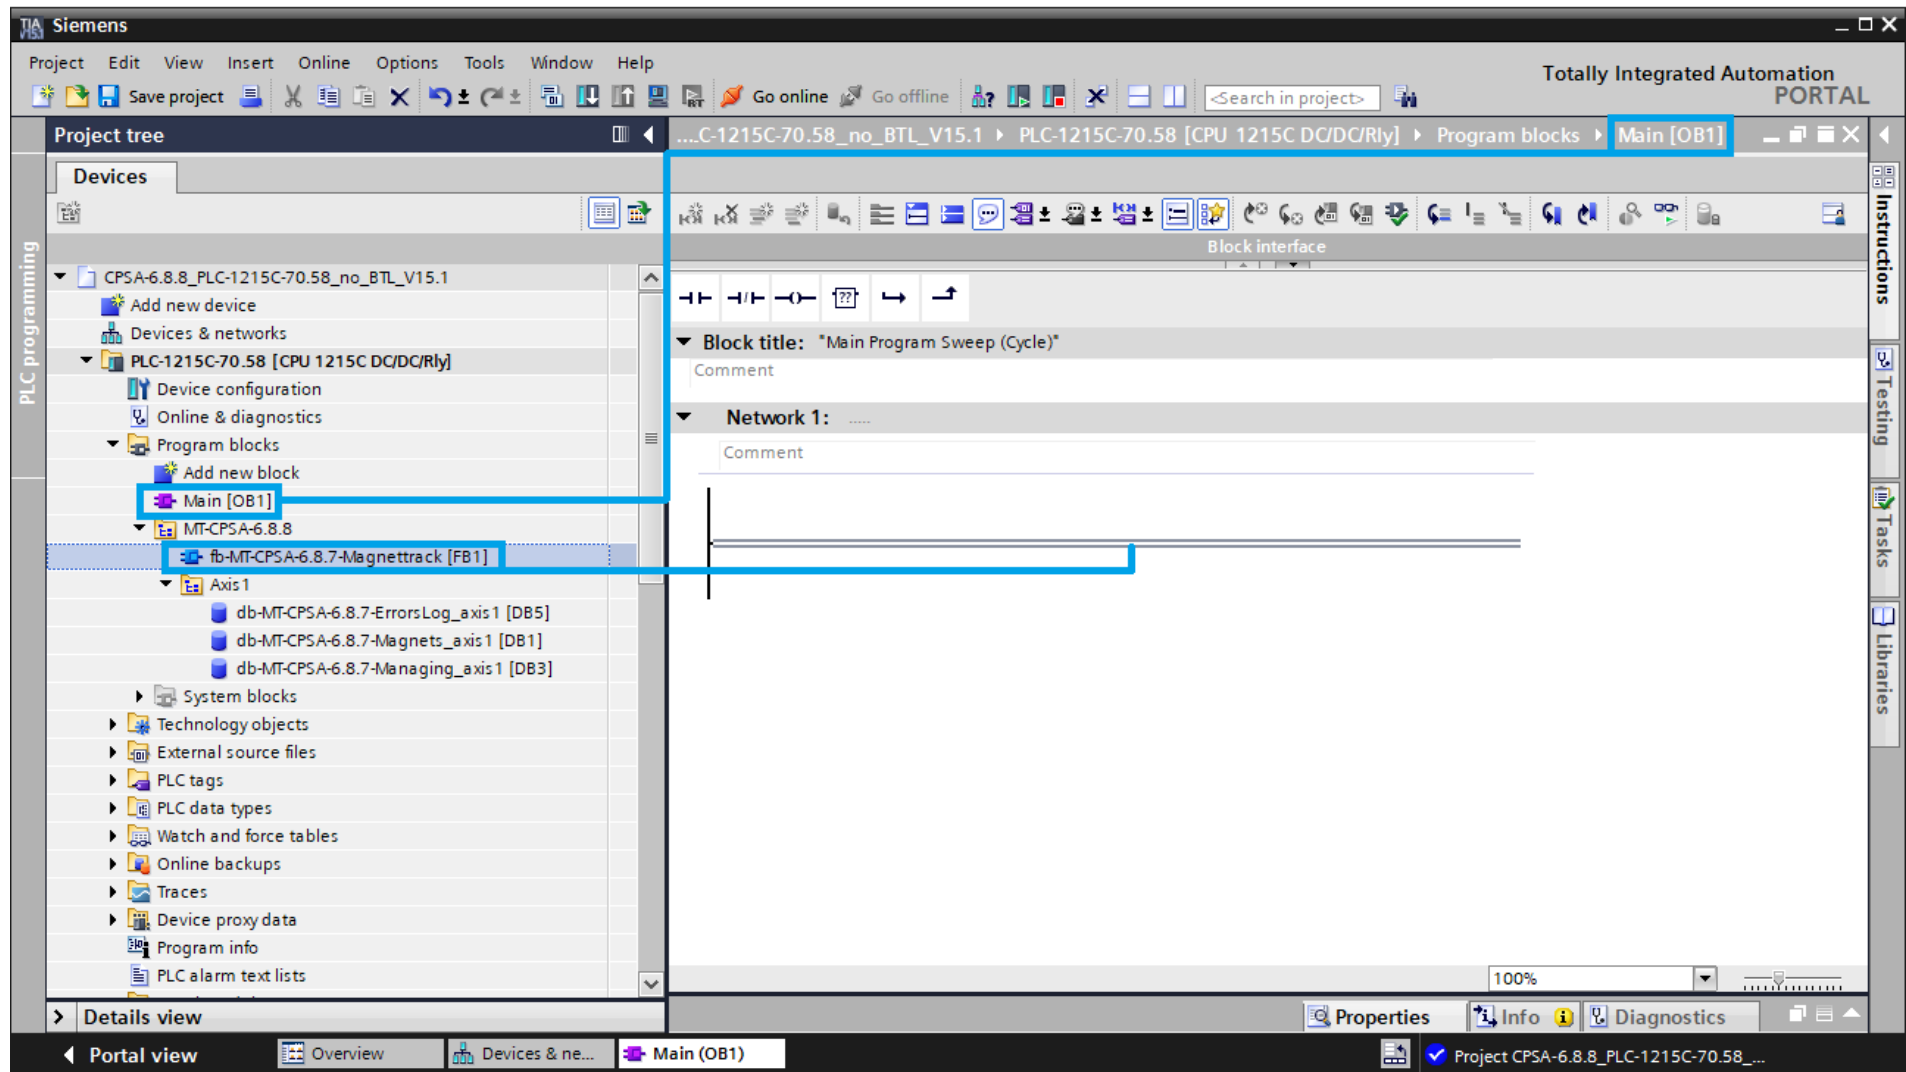 Siemens
Project Edit View Insert Online Options Tools Window Help
Totally Integrated Automation
PORTAL
Save project Go online Go offline <Search in project>
Project tree
...C-1215C-70.58_no_BTL_V15.1 PLC-1215C-70.58 [CPU 1215C DC/DC/Rly] Program blocks Main [OB1]
Devices
Block interface
PLC programming
CPSA-6.8.8_PLC-1215C-70.58_no_BTL_V15.1
Add new device
Devices & networks
PLC-1215C-70.58 [CPU 1215C DC/DC/Rly]
Device configuration
Online & diagnostics
Program blocks
Add new block
Main [OB1]
MT-CPSA-6.8.8
fb-MT-CPSA-6.8.7-Magnettrack [FB1]
Axis1
db-MT-CPSA-6.8.7-ErrorsLog_axis1 [DB5]
db-MT-CPSA-6.8.7-Magnets_axis1 [DB1]
db-MT-CPSA-6.8.7-Managing_axis1 [DB3]
System blocks
Technology objects
External source files
PLC tags
PLC data types
Watch and force tables
Online backups
Traces
Device proxy data
Program info
PLC alarm text lists
??
Block title: "Main Program Sweep (Cycle)"
Comment
Network 1: .....
Comment
100%
Instructions
Testing
Tasks
Libraries
Details view
Properties Info Diagnostics
Portal view Overview Devices & ne... Main (OB1)
Project CPSA-6.8.8_PLC-1215C-70.58_...